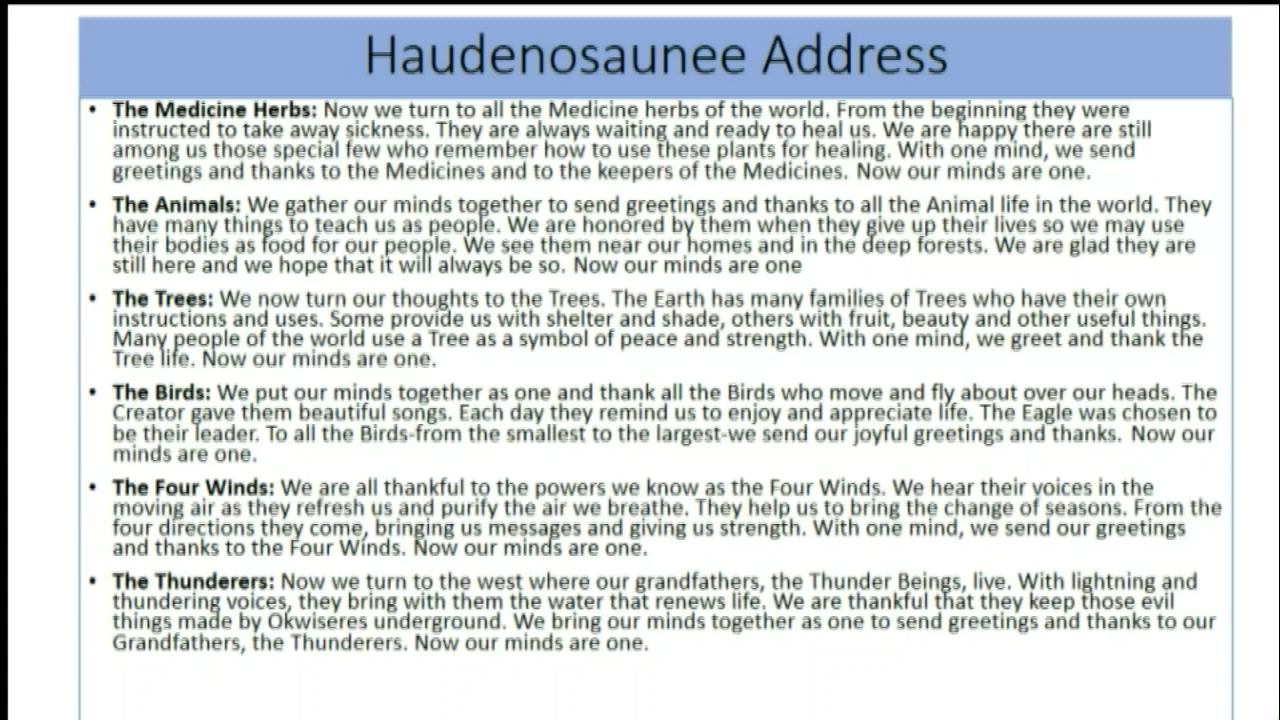 Haudenosaunee Address
• The Medicine Herbs: Now we turn to all the Medicine herbs of the world. From the beginning they were
instructed to take away sickness. They are always waiting and ready to heal us. We are happy there are still
among us those special few who remember how to use these plants for healing. With one mind, we send
greetings and thanks to the Medicines and to the keepers of the Medicines. Now our minds are one.
• The Animals: We gather our minds together to send greetings and thanks to all the Animal life in the world. They
have many things to teach us as people. We are honored by them when they give up their lives so we may use
their bodies as food for our people. We see them near our homes and in the deep forests. We are glad they are
still here and we hope that it will always be so. Now our minds are one
• The Trees: We now turn our thoughts to the Trees. The Earth has many families of Trees who have their own
instructions and uses. Some provide us with shelter and shade, others with fruit, beauty and other useful things.
Many people of the world use a Tree as a symbol of peace and strength. With one mind, we greet and thank the
Tree life. Now our minds are one.
• The Birds: We put our minds together as one and thank all the Birds who move and fly about over our heads. The
Creator gave them beautiful songs. Each day they remind us to enjoy and appreciate life. The Eagle was chosen to
be their leader. To all the Birds-from the smallest to the largest-we send our joyful greetings and thanks. Now our
minds are one.
• The Four Winds: We are all thankful to the powers we know as the Four Winds. We hear their voices in the
moving air as they refresh us and purify the air we breathe. They help us to bring the change of seasons. From the
four directions they come, bringing us messages and giving us strength. With one mind, we send our greetings
and thanks to the Four Winds. Now our minds are one.
• The Thunderers: Now we turn to the west where our grandfathers, the Thunder Beings, live. With lightning and
thundering voices, they bring with them the water that renews life. We are thankful that they keep those evil
things made by Okwiseres underground. We bring our minds together as one to send greetings and thanks to our
Grandfathers, the Thunderers. Now our minds are one.